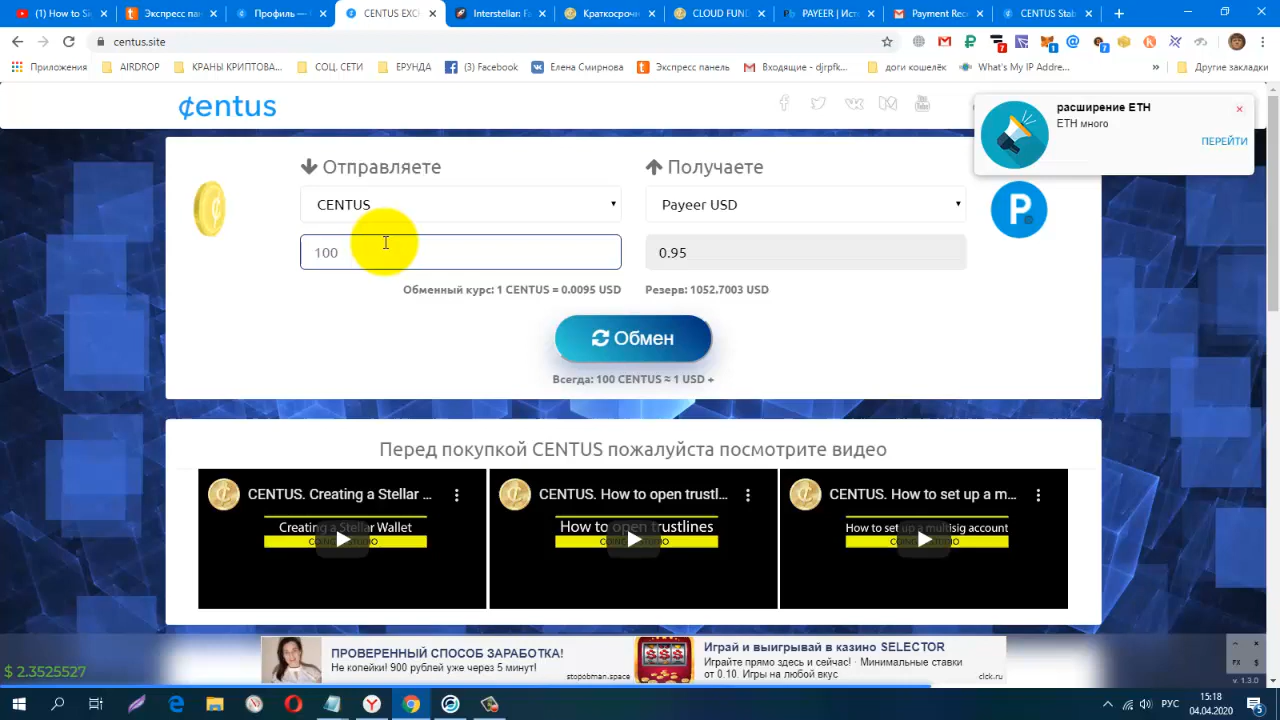 (1) How to Sig
Экспресс пан
Профиль — G
CENTUS EXC
Interstellar: F
Краткосроч
CLOUD FUND
PAYEER | Ист
Payment Rec
CENTUS Stab
centus.site
Приложения
AIRDROP
КРАНЫ КРИПТОВА...
СОЦ. СЕТИ
ЕРУНДА
(3) Facebook
Елена Смирнова
Экспресс панель
Входящие - djrpfk...
доги кошелёк
What's My IP Addre...
Другие закладки
¢entus
расширение ETH
ETH много
ПЕРЕЙТИ
Отправляете
Получаете
CENTUS
Payeer USD
100
0.95
Обменный курс: 1 CENTUS = 0.0095 USD
Резерв: 1052.7003 USD
Обмен
Всегда: 100 CENTUS ≈ 1 USD +
Перед покупкой CENTUS пожалуйста посмотрите видео
CENTUS. Creating a Stellar ...
CENTUS. How to open trustl...
CENTUS. How to set up a m...
Creating a Stellar Wallet
How to open trustlines
How to set up a multisig account
ПРОВЕРЕННЫЙ СПОСОБ ЗАРАБОТКА!
Не копейки! 900 рублей уже через 5 минут!
stopobman.space
Играй и выигрывай в казино SELECTOR
Играйте прямо здесь и сейчас! · Минимальные ставки
от 0.10. Игры на любой вкус
clck.ru
$ 2.3525527
v. 1.3.0
РУС
15:18
04.04.2020